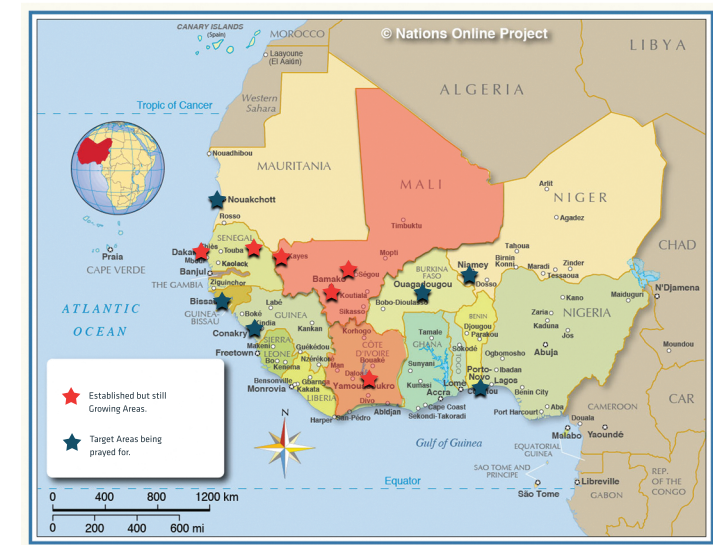 CANARY ISLANDS
(Spain)
MOROCCO
© Nations Online Project
LIBYA
Laayoune
(El Aaiún)
ALGERIA
Tropic of Cancer
Western
Sahara
Nouadhibou
MAURITANIA
MALI
Arlit
NIGER
Nouakchott
Agadez
Rosso
Timbuktu
SENEGAL
Tahoua
CHAD
Dakar
Thiès
Touba
Kayes
Mopti
Niamey
Birnin
Konni
Zinder
Praia
Kaolack
Ségou
BURKINA
FASO
Maradi
Tessaoua
CAPE VERDE
Banjul
Bamako
Ouagadougou
Dosso
N'Djamena
THE GAMBIA
Ziguinchor
Koutiala
Kano
Maiduguri
Bissau
Labé
Bobo-Dioulasso
BENIN
Zaria
ATLANTIC
OCEAN
GUINEA-
BISSAU
Boké
GUINEA
Sikasso
Djougou
Kaduna
NIGERIA
Kindia
Kankan
Korhogo
Tamale
Parakou
Jos
Conakry
SIERRA
LEONE
Makeni
Guékédou
CÔTE
D'IVOIRE
GHANA
TOGO
Sokodé
Ogbomosho
Abuja
Moundou
Freetown
Bo
Kenema
Nzérékoré
Bouaké
Sunyani
Man
Daloa
Porto-
Novo
Ibadan
Bensonville
Gbarnga
Yamoussoukro
Kumasi
Lomé
Cotonou
Lagos
Monrovia
Kakata
Accra
Benin City
LIBERIA
Divo
Cape Coast
CAR
Harper
San-Pédro
Abidjan
Sekondi-Takoradi
Port Harcourt
Aba
CAMEROON
Douala
Malabo
Yaoundé
Gulf of Guinea
EQUATORIAL
GUINEA
SAO TOME AND
PRINCIPE
REP.
OF THE
CONGO
Equator
São Tome
Libreville
GABON
Established but still
Growing Areas.
Target Areas being
prayed for.
N
0 400 800 1200 km
0 200 400 600 mi